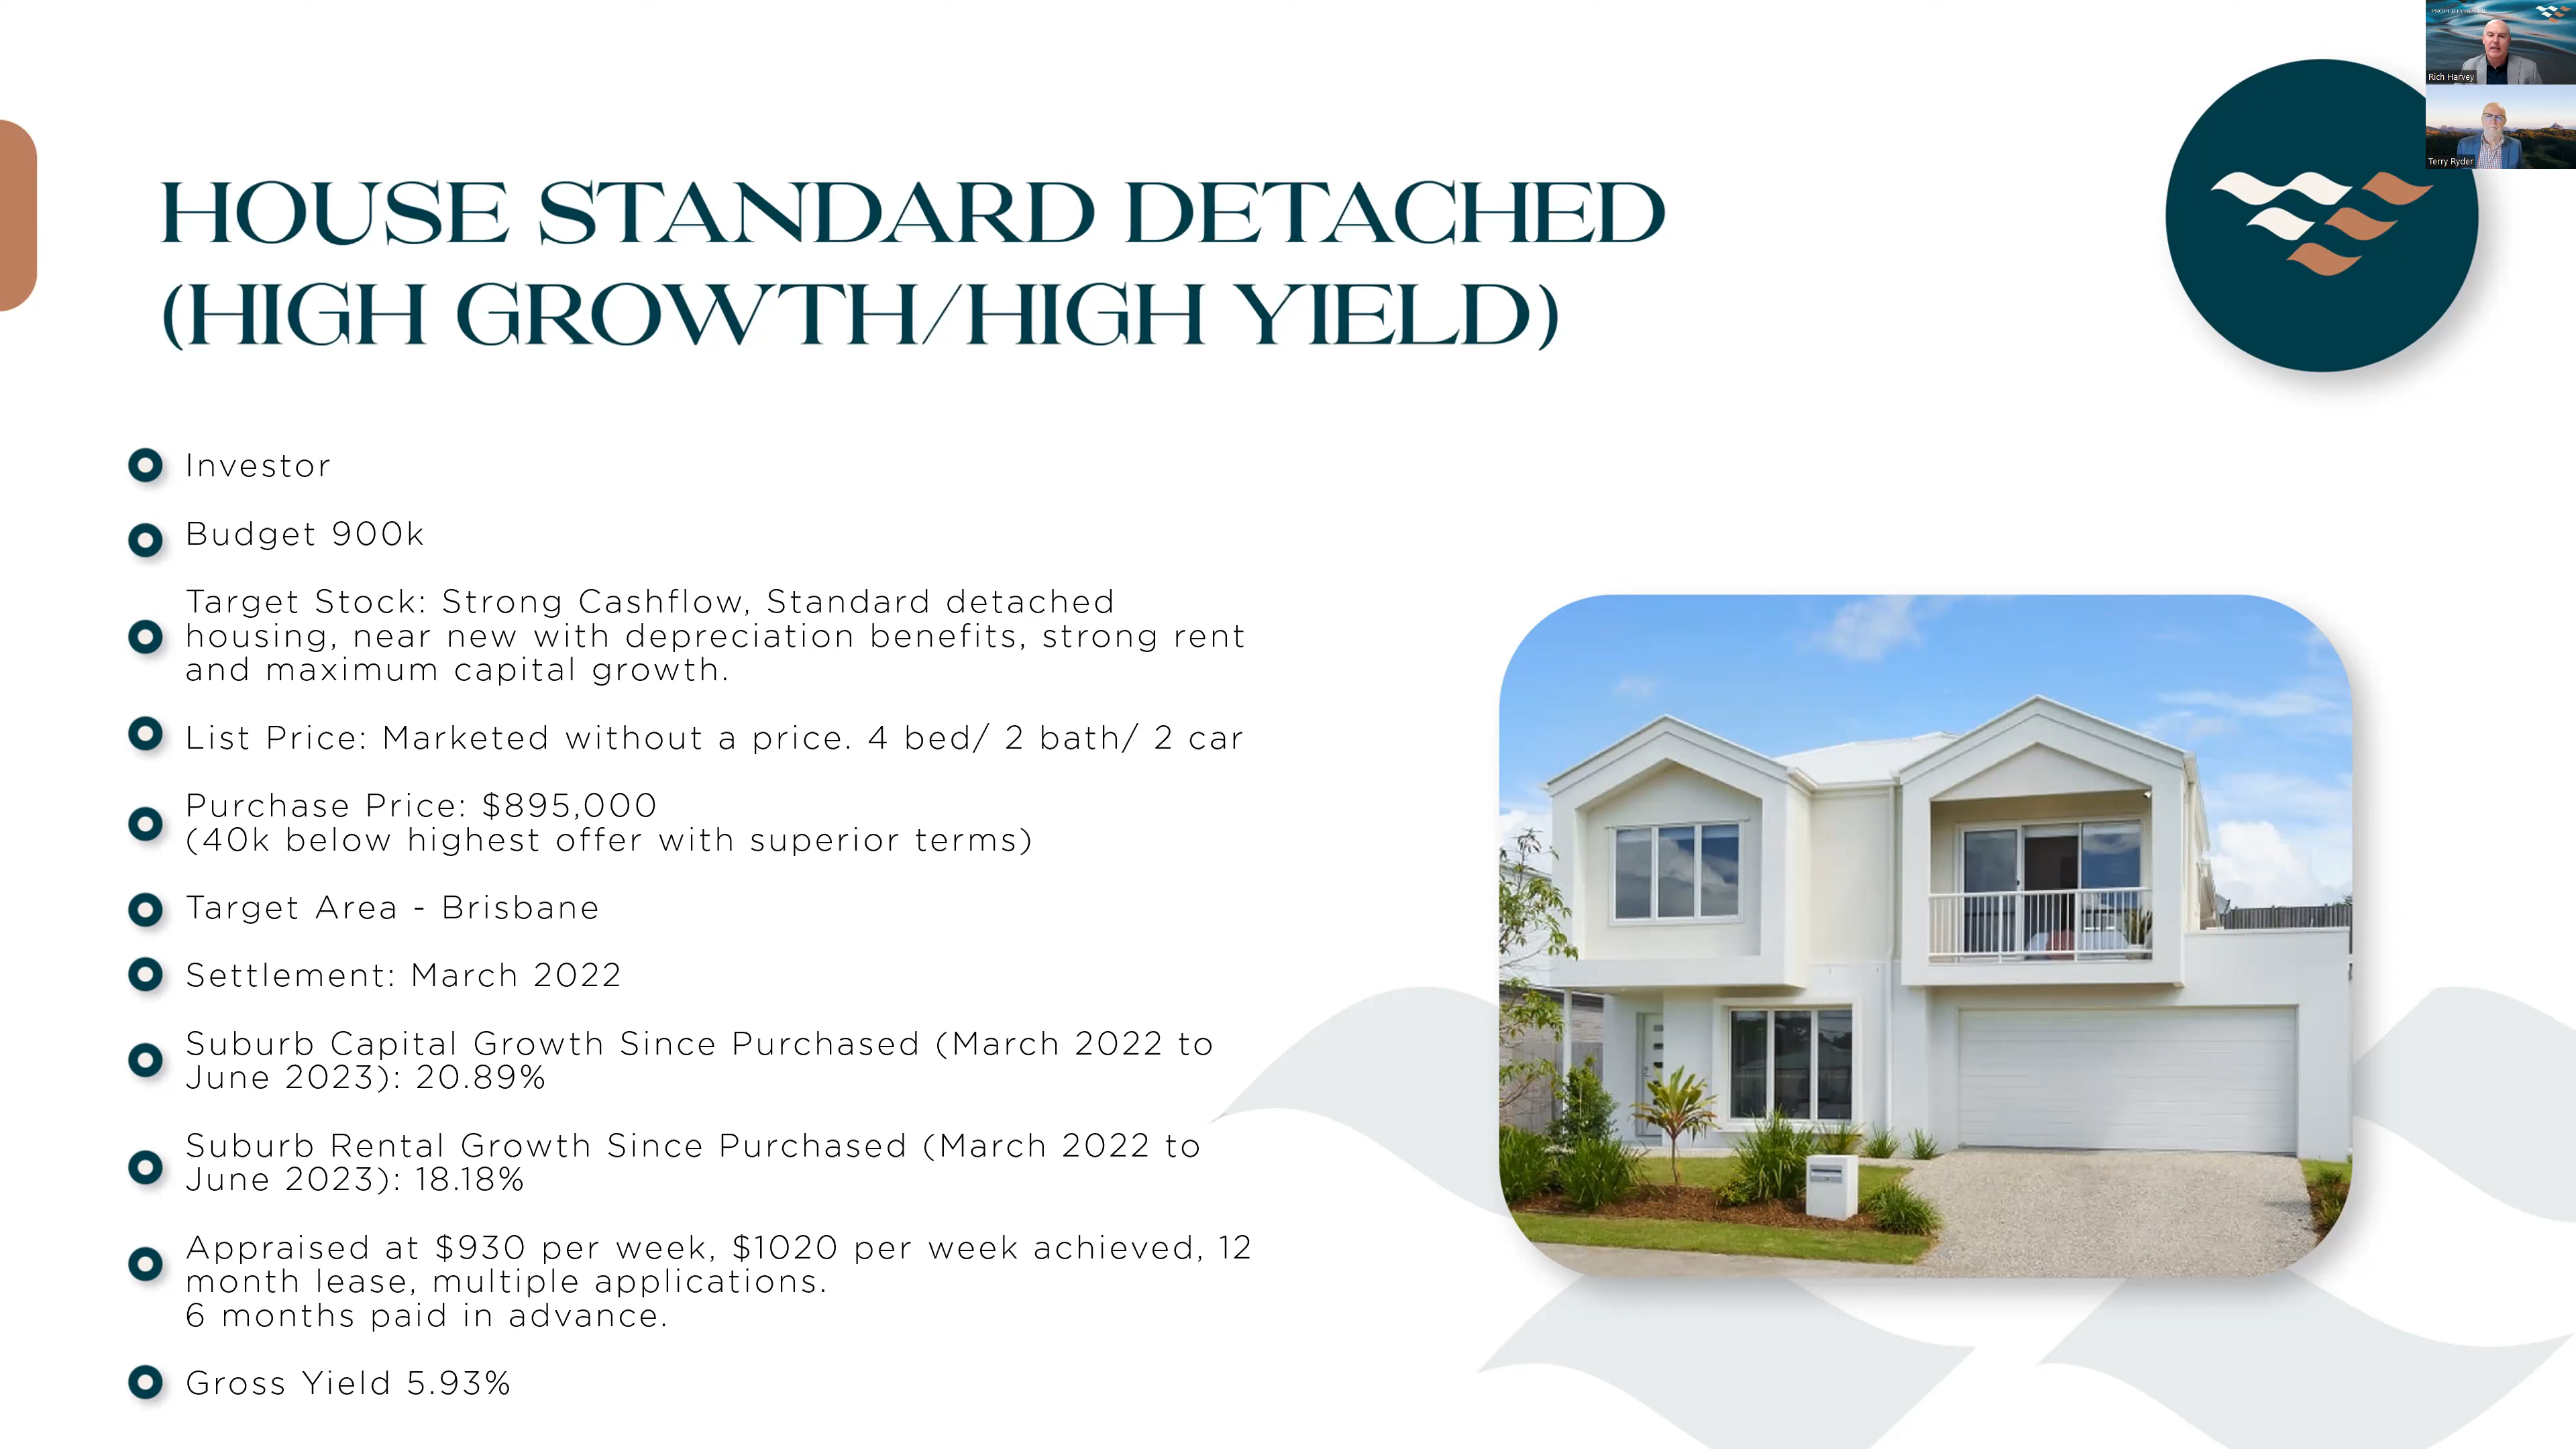 HOUSE STANDARD DETACHED
(HIGH GROWTH/HIGH YIELD)
Investor
Budget 900k
Target Stock: Strong Cashflow, Standard detached
housing, near new with depreciation benefits, strong rent
and maximum capital growth.
List Price: Marketed without a price. 4 bed/ 2 bath/ 2 car
Purchase Price: $895,000
(40k below highest offer with superior terms)
Target Area - Brisbane
Settlement: March 2022
Suburb Capital Growth Since Purchased (March 2022 to
June 2023): 20.89%
Suburb Rental Growth Since Purchased (March 2022 to
June 2023): 18.18%
Appraised at $930 per week, $1020 per week achieved, 12
month lease, multiple applications.
6 months paid in advance.
Gross Yield 5.93%
Rich Harvey
Terry Ryder